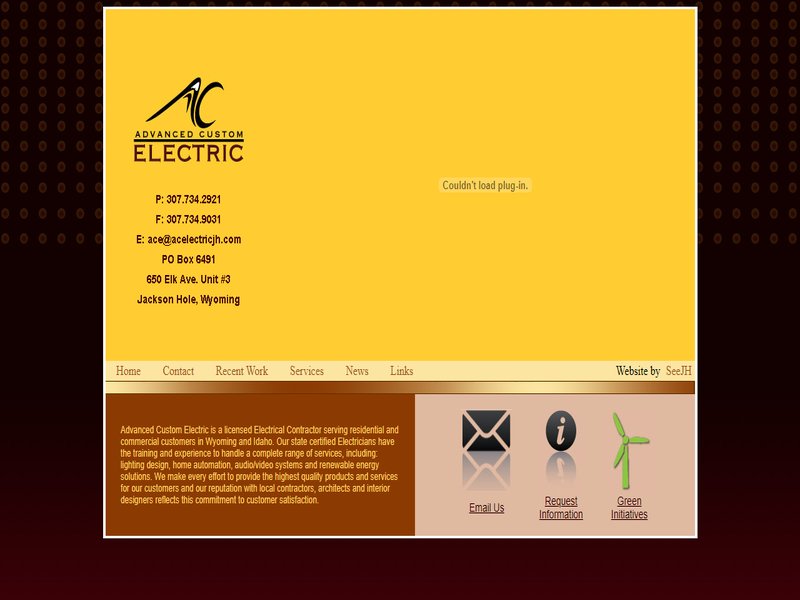 AC
ADVANCED CUSTOM
ELECTRIC
P: 307.734.2921
F: 307.734.9031
E: ace@acelectricjh.com
PO Box 6491
650 Elk Ave. Unit #3
Jackson Hole, Wyoming
Couldn't load plug-in.
Home Contact Recent Work Services News Links Website by SeeJH
Advanced Custom Electric is a licensed Electrical Contractor serving residential and
commercial customers in Wyoming and Idaho. Our state certified Electricians have
the training and experience to handle a complete range of services, including:
lighting design, home automation, audio/video systems and renewable energy
solutions. We make every effort to provide the highest quality products and services
for our customers and our reputation with local contractors, architects and interior
designers reflects this commitment to customer satisfaction.
i
Email Us
Request
Information
Green
Initiatives